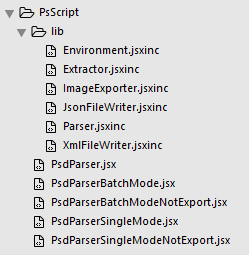 PsScript
lib
Environment.jsxinc
Extractor.jsxinc
ImageExporter.jsxinc
JsonFileWriter.jsxinc
Parser.jsxinc
XmlFileWriter.jsxinc
PsdParser.jsx
PsdParserBatchMode.jsx
PsdParserBatchModeNotExport.jsx
PsdParserSingleMode.jsx
PsdParserSingleModeNotExport.jsx